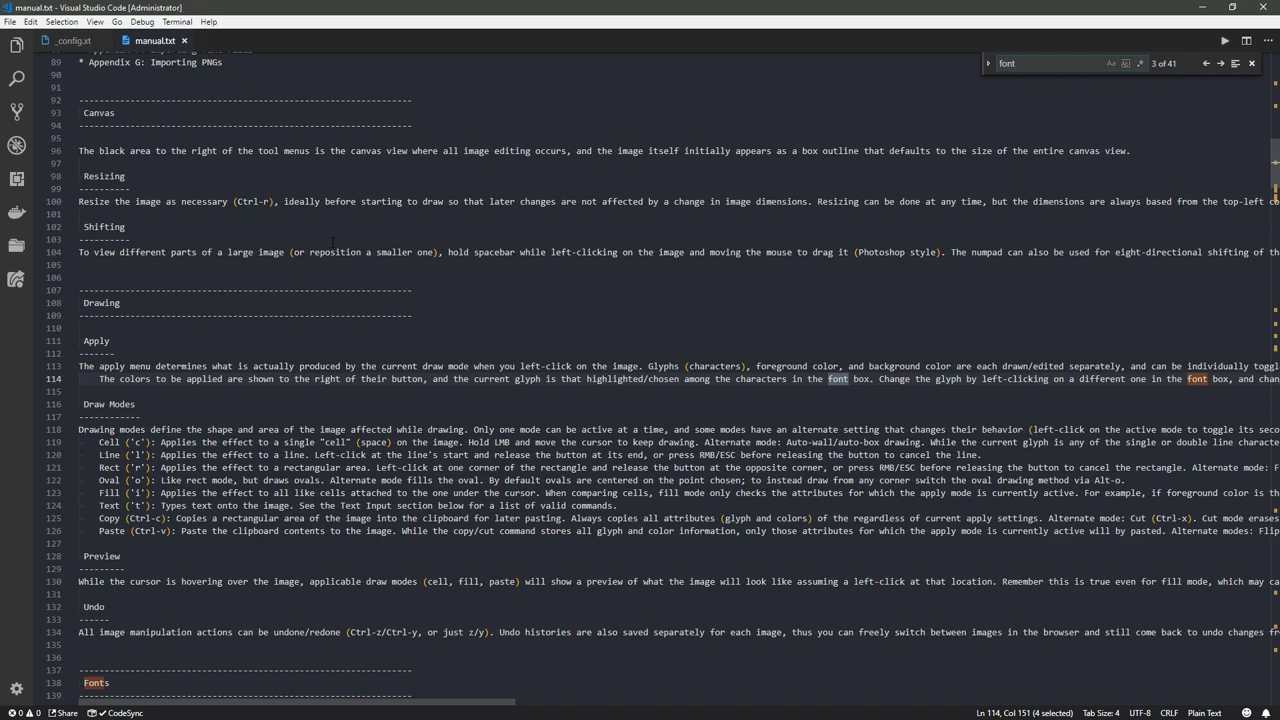 manual.txt - Visual Studio Code [Administrator]
File Edit Selection View Go Debug Terminal Help
_config.txt manual.txt
font 3 of 41
89 * Appendix G: Importing PNGs
90
91
92 ----------------------------------------------------------------
93 Canvas
94 ----------------------------------------------------------------
95
96 The black area to the right of the tool menus is the canvas view where all image editing occurs, and the image itself initially appears as a box outline that defaults to the size of the entire canvas view.
97
98 Resizing
99 ----------
100 Resize the image as necessary (Ctrl-r), ideally before starting to draw so that later changes are not affected by a change in image dimensions. Resizing can be done at any time, but the dimensions are always based from the top-left co
101
102 Shifting
103 ----------
104 To view different parts of a large image (or reposition a smaller one), hold spacebar while left-clicking on the image and moving the mouse to drag it (Photoshop style). The numpad can also be used for eight-directional shifting of th
105
106
107 ----------------------------------------------------------------
108 Drawing
109 ----------------------------------------------------------------
110
111 Apply
112 -------
113 The apply menu determines what is actually produced by the current draw mode when you left-click on the image. Glyphs (characters), foreground color, and background color are each drawn/edited separately, and can be individually toggl
114 The colors to be applied are shown to the right of their button, and the current glyph is that highlighted/chosen among the characters in the font box. Change the glyph by left-clicking on a different one in the font box, and chan
115
116 Draw Modes
117 ------------
118 Drawing modes define the shape and area of the image affected while drawing. Only one mode can be active at a time, and some modes have an alternate setting that changes their behavior (left-click on the active mode to toggle its seco
119 Cell ('c'): Applies the effect to a single "cell" (space) on the image. Hold LMB and move the cursor to keep drawing. Alternate mode: Auto-wall/auto-box drawing. While the current glyph is any of the single or double line characte
120 Line ('l'): Applies the effect to a line. Left-click at the line's start and release the button at its end, or press RMB/ESC before releasing the button to cancel the line.
121 Rect ('r'): Applies the effect to a rectangular area. Left-click at one corner of the rectangle and release the button at the opposite corner, or press RMB/ESC before releasing the button to cancel the rectangle. Alternate mode: F
122 Oval ('o'): Like rect mode, but draws ovals. Alternate mode fills the oval. By default ovals are centered on the point chosen; to instead draw from any corner switch the oval drawing method via Alt-o.
123 Fill ('i'): Applies the effect to all like cells attached to the one under the cursor. When comparing cells, fill mode only checks the attributes for which the apply mode is currently active. For example, if foreground color is th
124 Text ('t'): Types text onto the image. See the Text Input section below for a list of valid commands.
125 Copy (Ctrl-c): Copies a rectangular area of the image into the clipboard for later pasting. Always copies all attributes (glyph and colors) of the regardless of current apply settings. Alternate mode: Cut (Ctrl-x). Cut mode erases
126 Paste (Ctrl-v): Paste the clipboard contents to the image. While the copy/cut command stores all glyph and color information, only those attributes for which the apply mode is currently active will by pasted. Alternate modes: Flip
127
128 Preview
129 ---------
130 While the cursor is hovering over the image, applicable draw modes (cell, fill, paste) will show a preview of what the image will look like assuming a left-click at that location. Remember this is true even for fill mode, which may ca
131
132 Undo
133 ------
134 All image manipulation actions can be undone/redone (Ctrl-z/Ctrl-y, or just z/y). Undo histories are also saved separately for each image, thus you can freely switch between images in the browser and still come back to undo changes fr
135
136
137 ----------------------------------------------------------------
138 Fonts
139 ----------------------------------------------------------------
0 0 Share CodeSync Ln 114, Col 151 (4 selected) Tab Size: 4 UTF-8 CRLF Plain Text